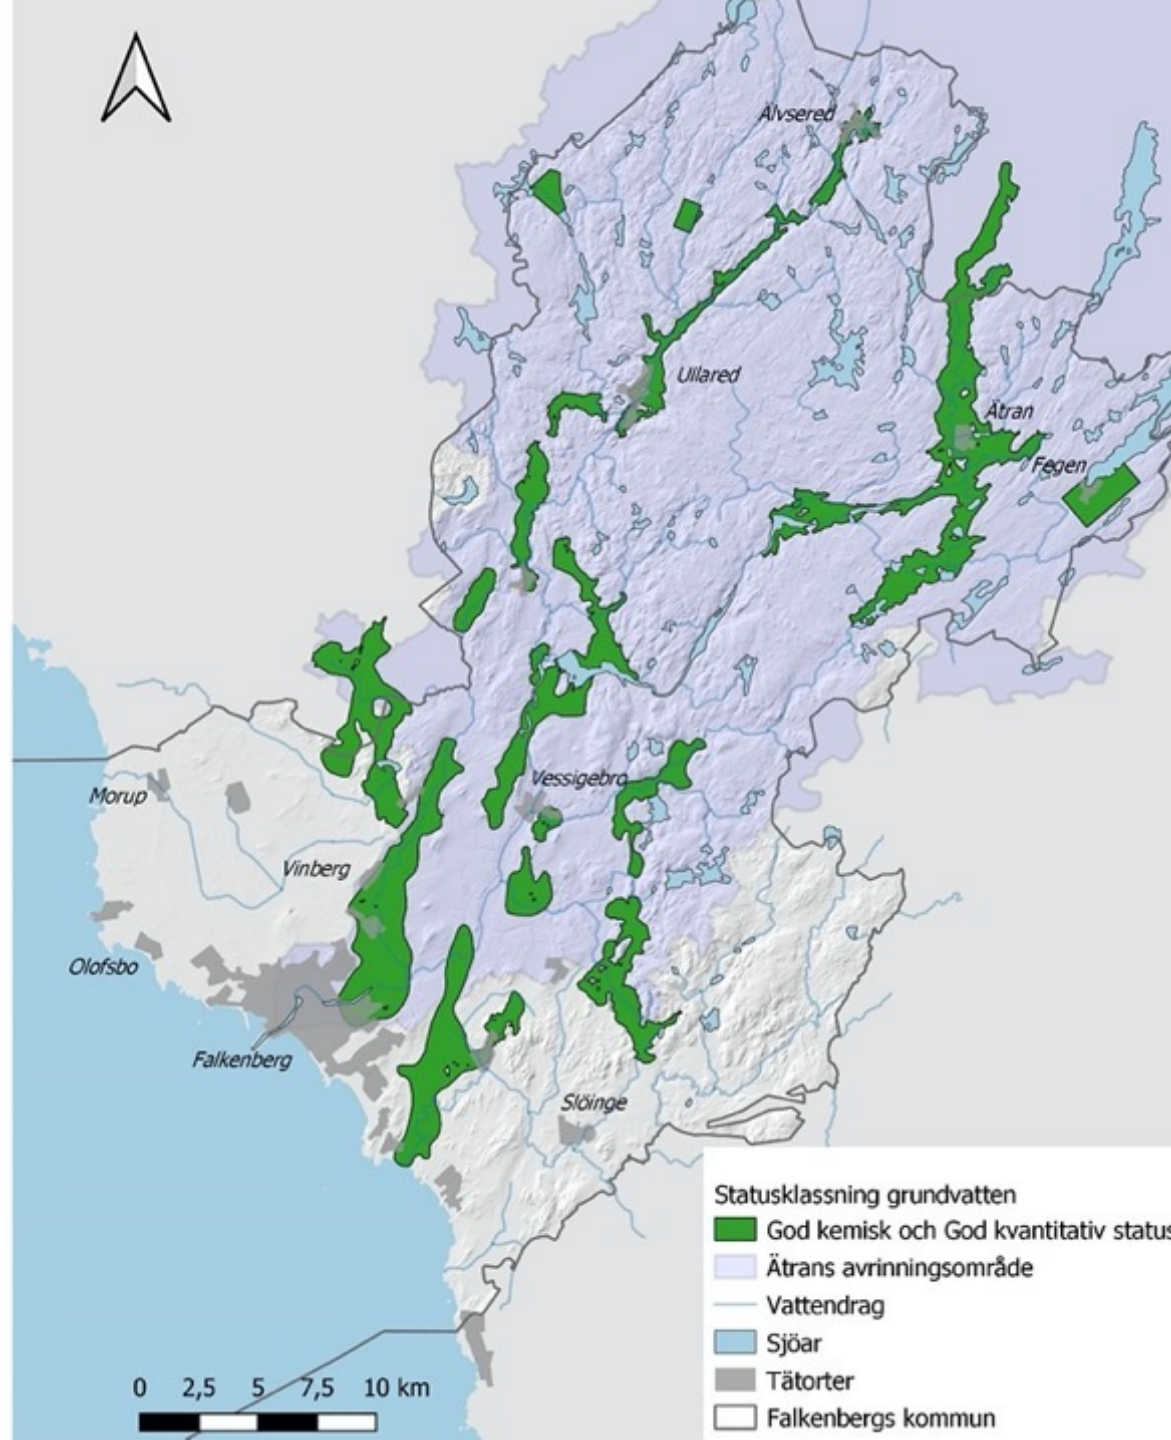 Älvsered
Ullared
Ätran
Fegen
Vessigebro
Morup
Vinberg
Olofsbo
Falkenberg
Slöinge
Statusklassning grundvatten
God kemisk och God kvantitativ status
Ätrans avrinningsområde
Vattendrag
Sjöar
Tätorter
Falkenbergs kommun
0 2,5 5 7,5 10 km